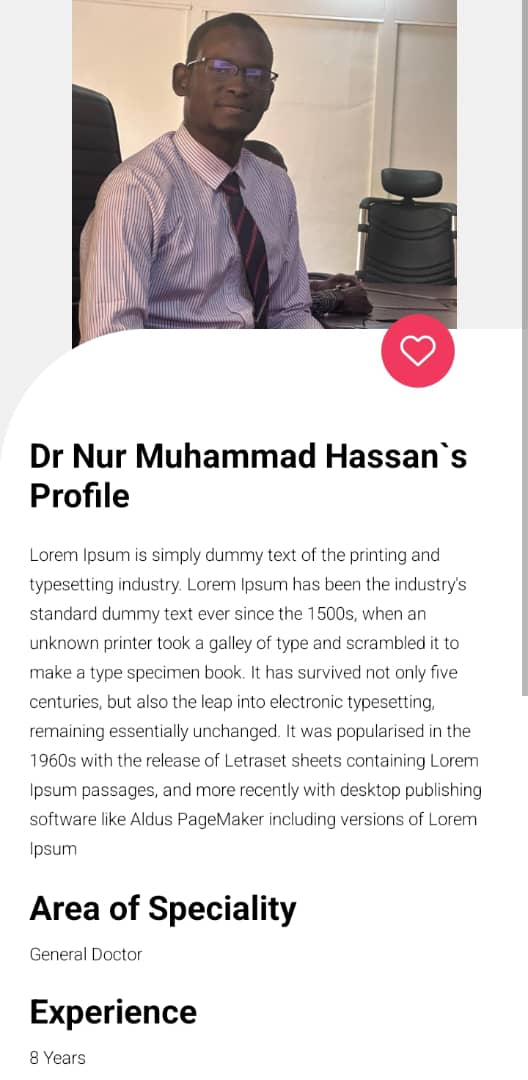 Dr Nur Muhammad Hassan`s
Profile
Lorem Ipsum is simply dummy text of the printing and
typesetting industry. Lorem Ipsum has been the industry's
standard dummy text ever since the 1500s, when an
unknown printer took a galley of type and scrambled it to
make a type specimen book. It has survived not only five
centuries, but also the leap into electronic typesetting,
remaining essentially unchanged. It was popularised in the
1960s with the release of Letraset sheets containing Lorem
Ipsum passages, and more recently with desktop publishing
software like Aldus PageMaker including versions of Lorem
Ipsum
Area of Speciality
General Doctor
Experience
8 Years